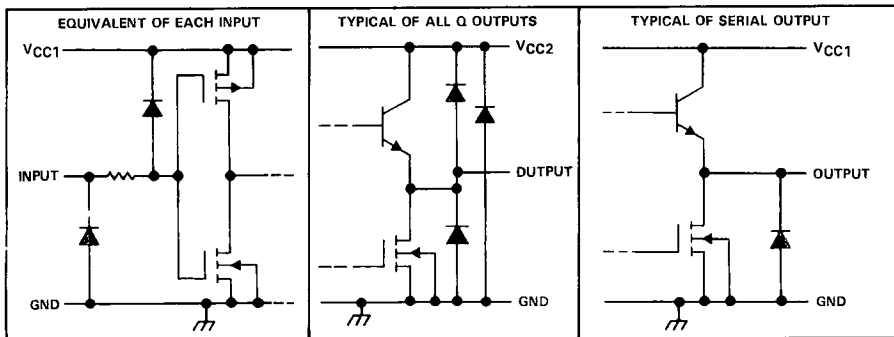 EQUIVALENT OF EACH INPUT
VCC1
INPUT
GND
TYPICAL OF ALL Q OUTPUTS
VCC2
DUTPUT
GND
TYPICAL OF SERIAL OUTPUT
VCC1
OUTPUT
GND